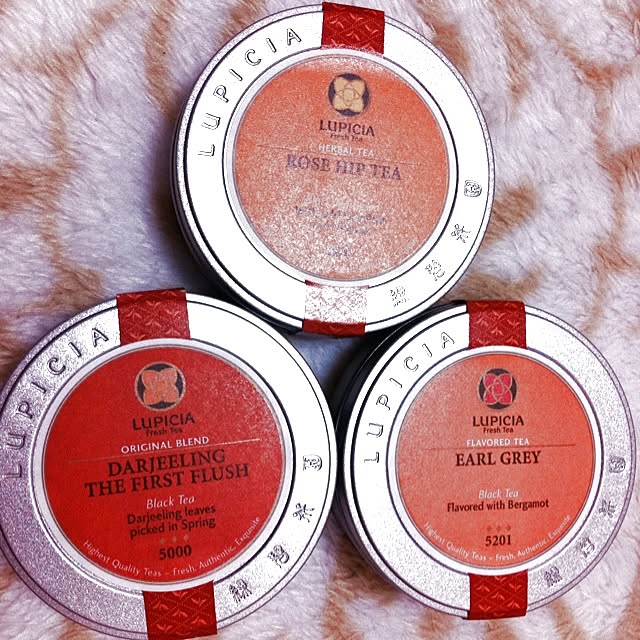 LUPICIA
LUPICIA
Fresh Tea
HERBAL TEA
ROSE HIP TEA
LUPICIA
LUPICIA
Fresh Tea
ORIGINAL BLEND
DARJEELING
THE FIRST FLUSH
Black Tea
Darjeeling leaves
picked in Spring
5000
Highest Quality Teas – Fresh, Authentic, Exquisite
LUPICIA
LUPICIA
Fresh Tea
FLAVORED TEA
EARL GREY
Black Tea
Flavored with Bergamot
5201
Highest Quality Teas – Fresh, Authentic, Exquisite